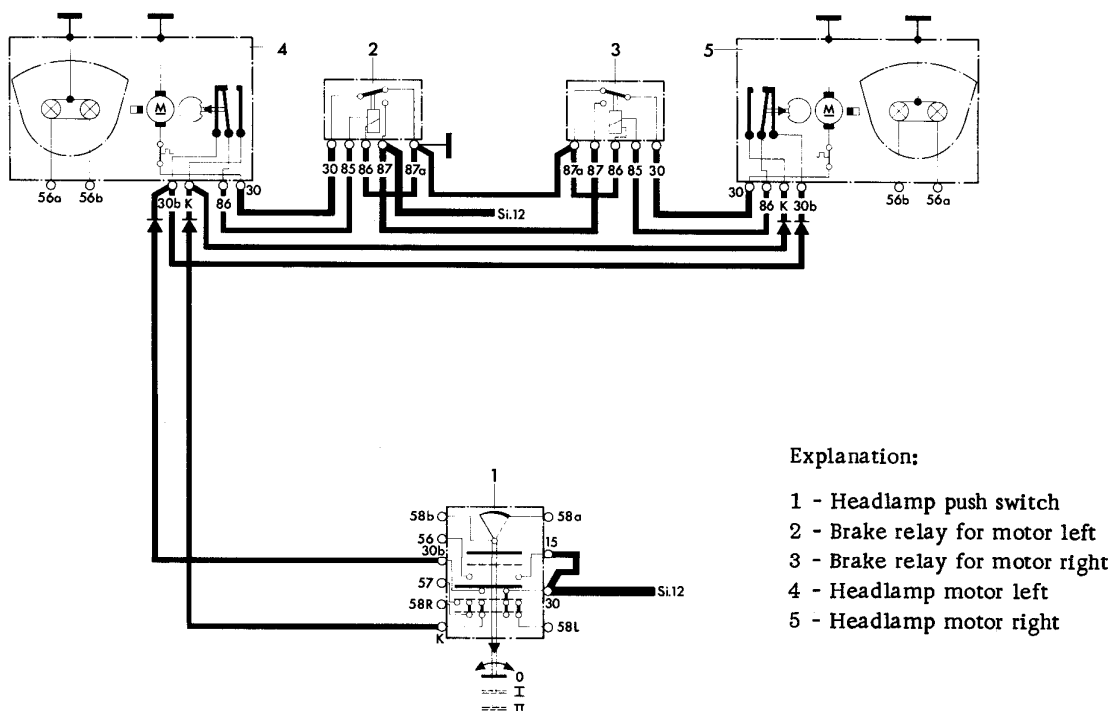 4
2
3
5
M
M
56a
56b
30b
K
86
30
30
85
86
87
87a
Si.12
87a
87
86
85
30
30
86
K
30b
56b
56a
1
58b
58a
56
15
30b
57
30
Si.12
58R
58L
K
0
I
II
Explanation:
1 - Headlamp push switch
2 - Brake relay for motor left
3 - Brake relay for motor right
4 - Headlamp motor left
5 - Headlamp motor right